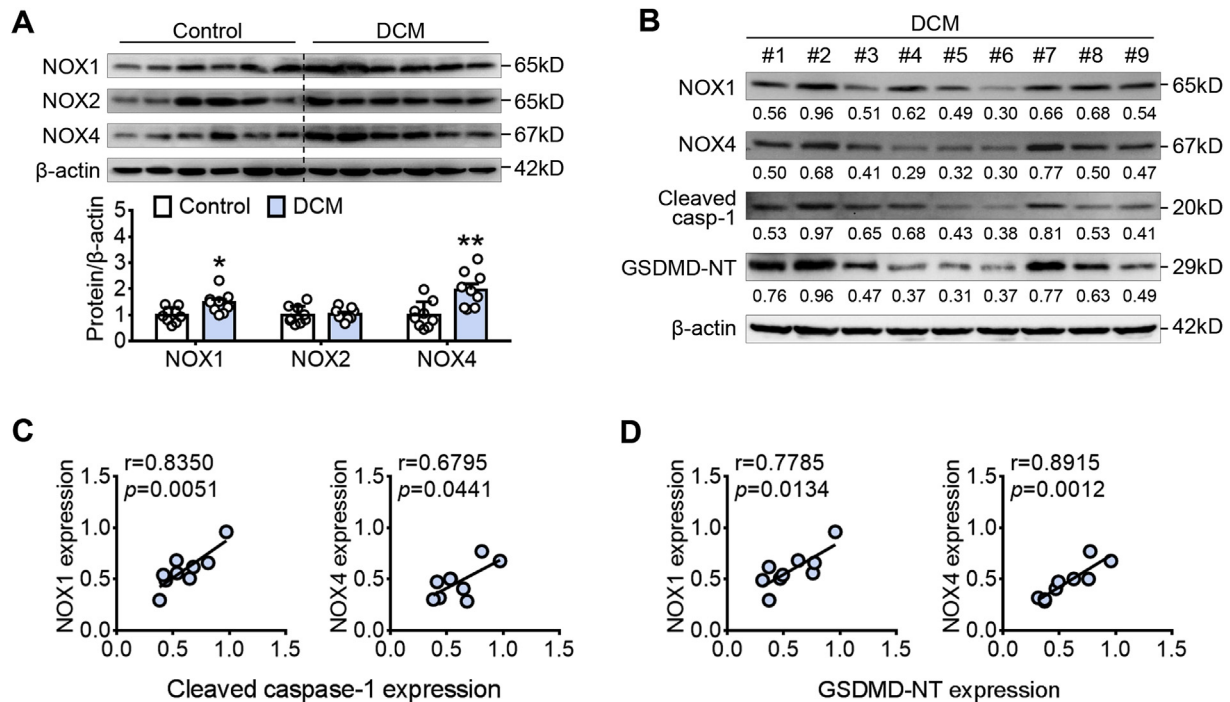 A
Control DCM
NOX1 65kD
NOX2 65kD
NOX4 67kD
β-actin 42kD
Control DCM
Protein/β-actin
5
4
3
2
1
0
* **
NOX1 NOX2 NOX4
B
DCM
#1 #2 #3 #4 #5 #6 #7 #8 #9
NOX1 65kD
0.56 0.96 0.51 0.62 0.49 0.30 0.66 0.68 0.54
NOX4 67kD
0.50 0.68 0.41 0.29 0.32 0.30 0.77 0.50 0.47
Cleaved
casp-1 20kD
0.53 0.97 0.65 0.68 0.43 0.38 0.81 0.53 0.41
GSDMD-NT 29kD
0.76 0.96 0.47 0.37 0.31 0.37 0.77 0.63 0.49
β-actin 42kD
C
r=0.8350
p=0.0051
NOX1 expression
1.5
1.0
0.5
0.0
0.0 0.5 1.0 1.5
r=0.6795
p=0.0441
NOX4 expression
1.5
1.0
0.5
0.0
0.0 0.5 1.0 1.5
Cleaved caspase-1 expression
D
r=0.7785
p=0.0134
NOX1 expression
1.5
1.0
0.5
0.0
0.0 0.5 1.0 1.5
r=0.8915
p=0.0012
NOX4 expression
1.5
1.0
0.5
0.0
0.0 0.5 1.0 1.5
GSDMD-NT expression